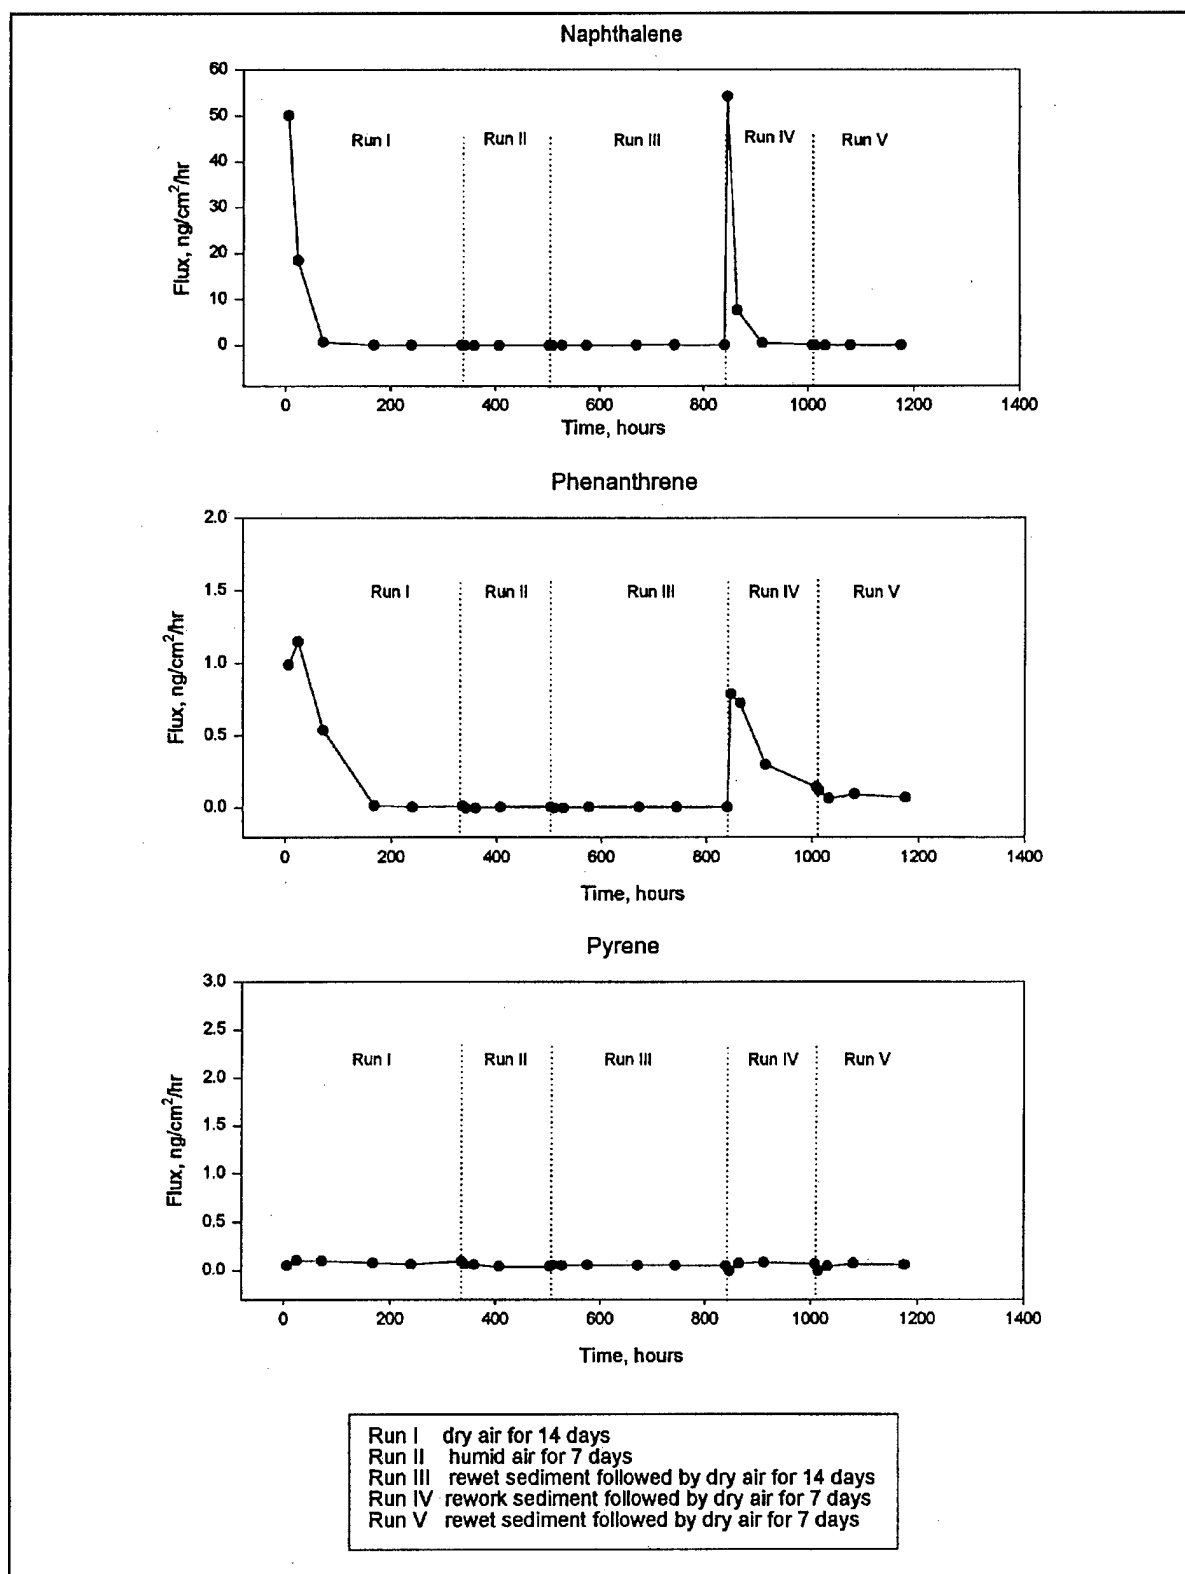 Naphthalene
60
50
40
30
20
10
0
Flux, ng/cm²/hr
Run I
Run II
Run III
Run IV
Run V
0 200 400 600 800 1000 1200 1400
Time, hours
Phenanthrene
2.0
1.5
1.0
0.5
0.0
Flux, ng/cm²/hr
Run I
Run II
Run III
Run IV
Run V
0 200 400 600 800 1000 1200 1400
Time, hours
Pyrene
3.0
2.5
2.0
1.5
1.0
0.5
0.0
Flux, ng/cm²/hr
Run I
Run II
Run III
Run IV
Run V
0 200 400 600 800 1000 1200 1400
Time, hours
Run I dry air for 14 days
Run II humid air for 7 days
Run III rewet sediment followed by dry air for 14 days
Run IV rework sediment followed by dry air for 7 days
Run V rewet sediment followed by dry air for 7 days